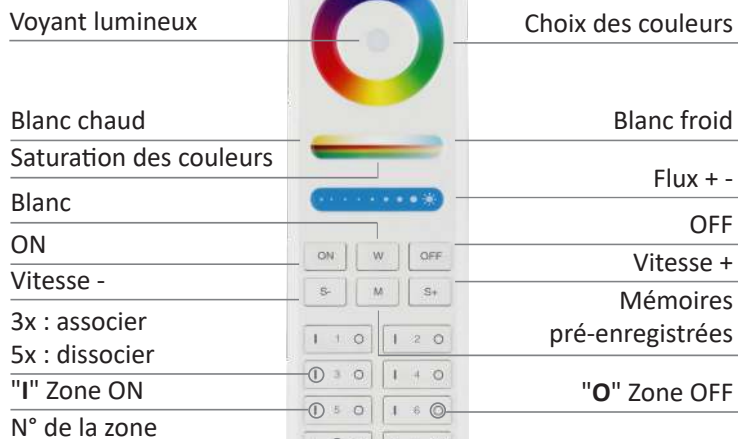 Voyant lumineux
Choix des couleurs
Blanc chaud
Blanc froid
Saturation des couleurs
Flux + -
Blanc
OFF
ON
Vitesse +
Vitesse -
Mémoires
pré-enregistrées
3x : associer
5x : dissocier
"I" Zone ON
"O" Zone OFF
N° de la zone
ON W OFF
S- M S+
I 1 O I 2 O
I 3 O I 4 O
I 5 O I 6 O